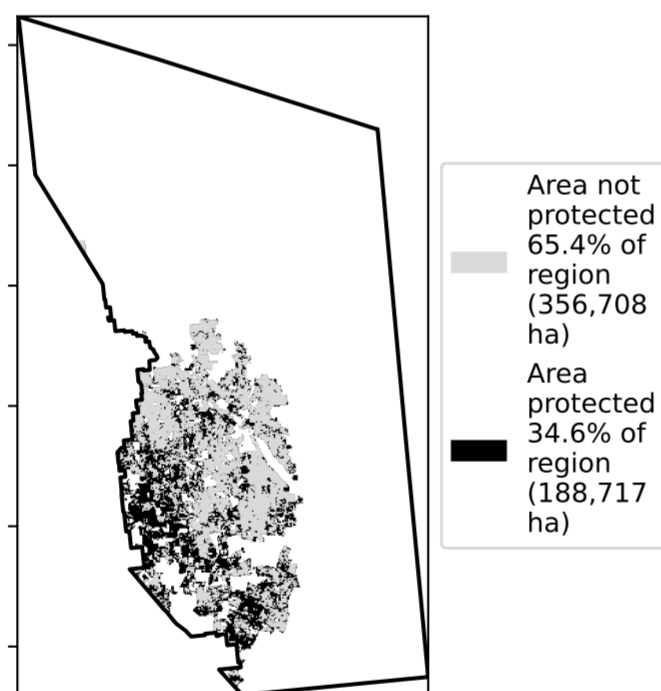 Area not
protected
65.4% of
region
(356,708
ha)
Area
protected
34.6% of
region
(188,717
ha)